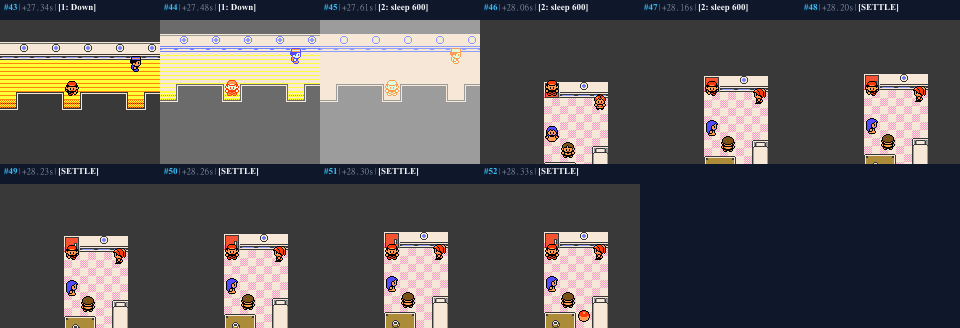 #43| +27.34s| [1: Down]
#44| +27.48s| [1: Down]
#45| +27.61s| [2: sleep 600]
#46| +28.06s| [2: sleep 600]
#47| +28.16s| [2: sleep 600]
#48| +28.20s| [SETTLE]
#49| +28.23s| [SETTLE]
#50| +28.26s| [SETTLE]
#51| +28.30s| [SETTLE]
#52| +28.33s| [SETTLE]